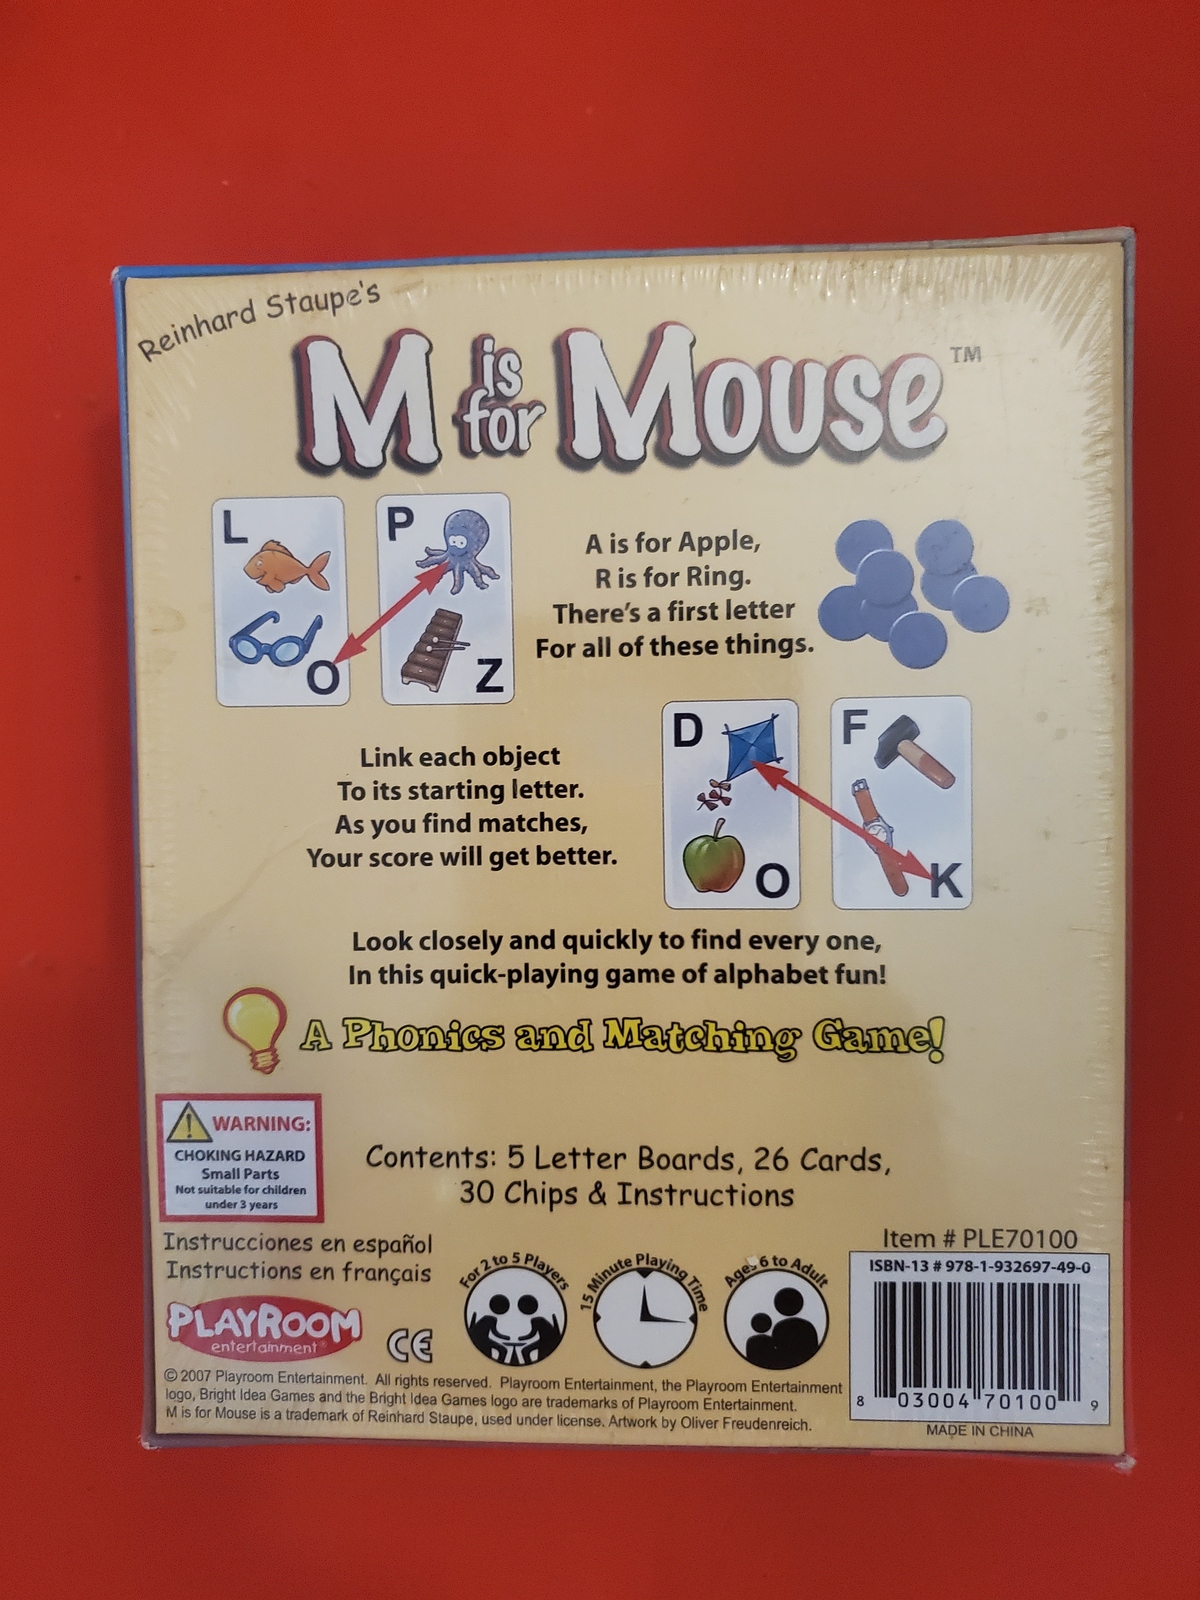 Reinhard Staupe's
M is for Mouse™
L
O
P
Z
A is for Apple,
R is for Ring.
There's a first letter
For all of these things.
Link each object
To its starting letter.
As you find matches,
Your score will get better.
D
O
F
K
Look closely and quickly to find every one,
In this quick-playing game of alphabet fun!
A Phonics and Matching Game!
WARNING:
CHOKING HAZARD
Small Parts
Not suitable for children
under 3 years
Contents: 5 Letter Boards, 26 Cards,
30 Chips & Instructions
Instrucciones en español
Instructions en français
PLAYROOM
entertainment®
CE
For 2 to 5 Players
15 Minute Playing Time
Ages 6 to Adult
Item # PLE70100
ISBN-13 # 978-1-932697-49-0
8 03004 70100 9
MADE IN CHINA
© 2007 Playroom Entertainment. All rights reserved. Playroom Entertainment, the Playroom Entertainment
logo, Bright Idea Games and the Bright Idea Games logo are trademarks of Playroom Entertainment.
M is for Mouse is a trademark of Reinhard Staupe, used under license. Artwork by Oliver Freudenreich.